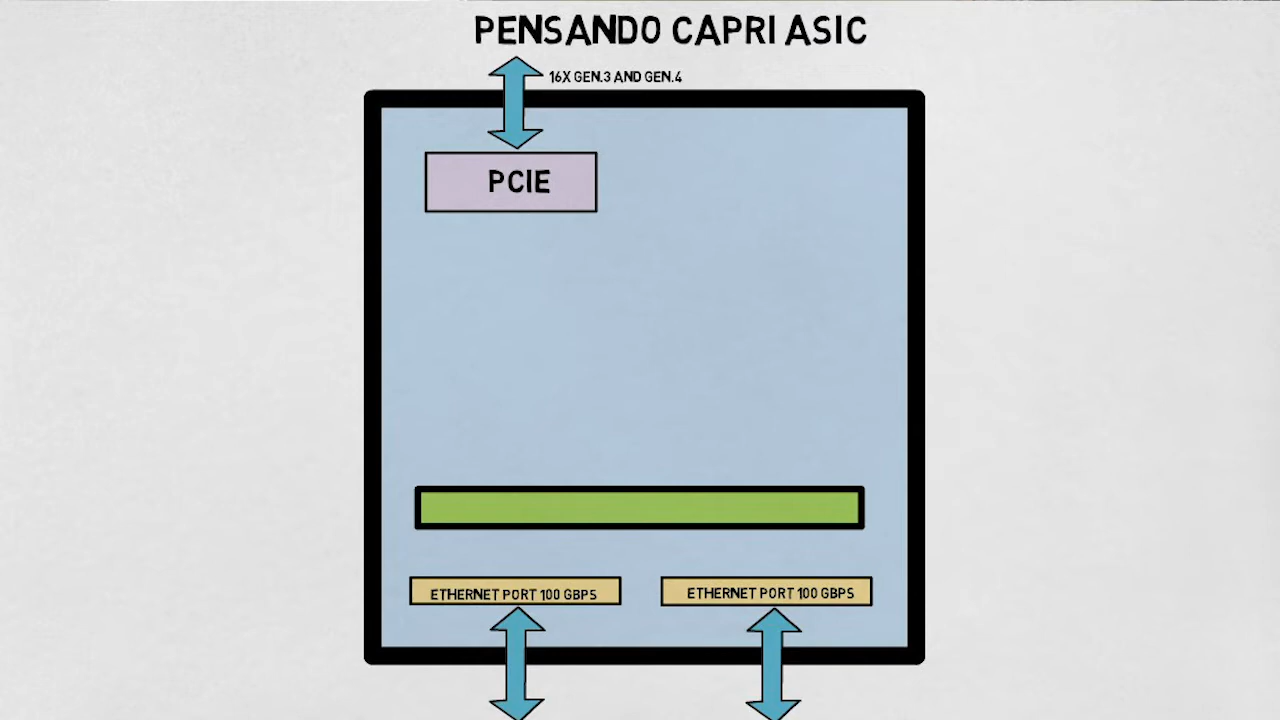 PENSANDO CAPRI ASIC
16X GEN.3 AND GEN.4
PCIE
ETHERNET PORT 100 GBPS
ETHERNET PORT 100 GBPS